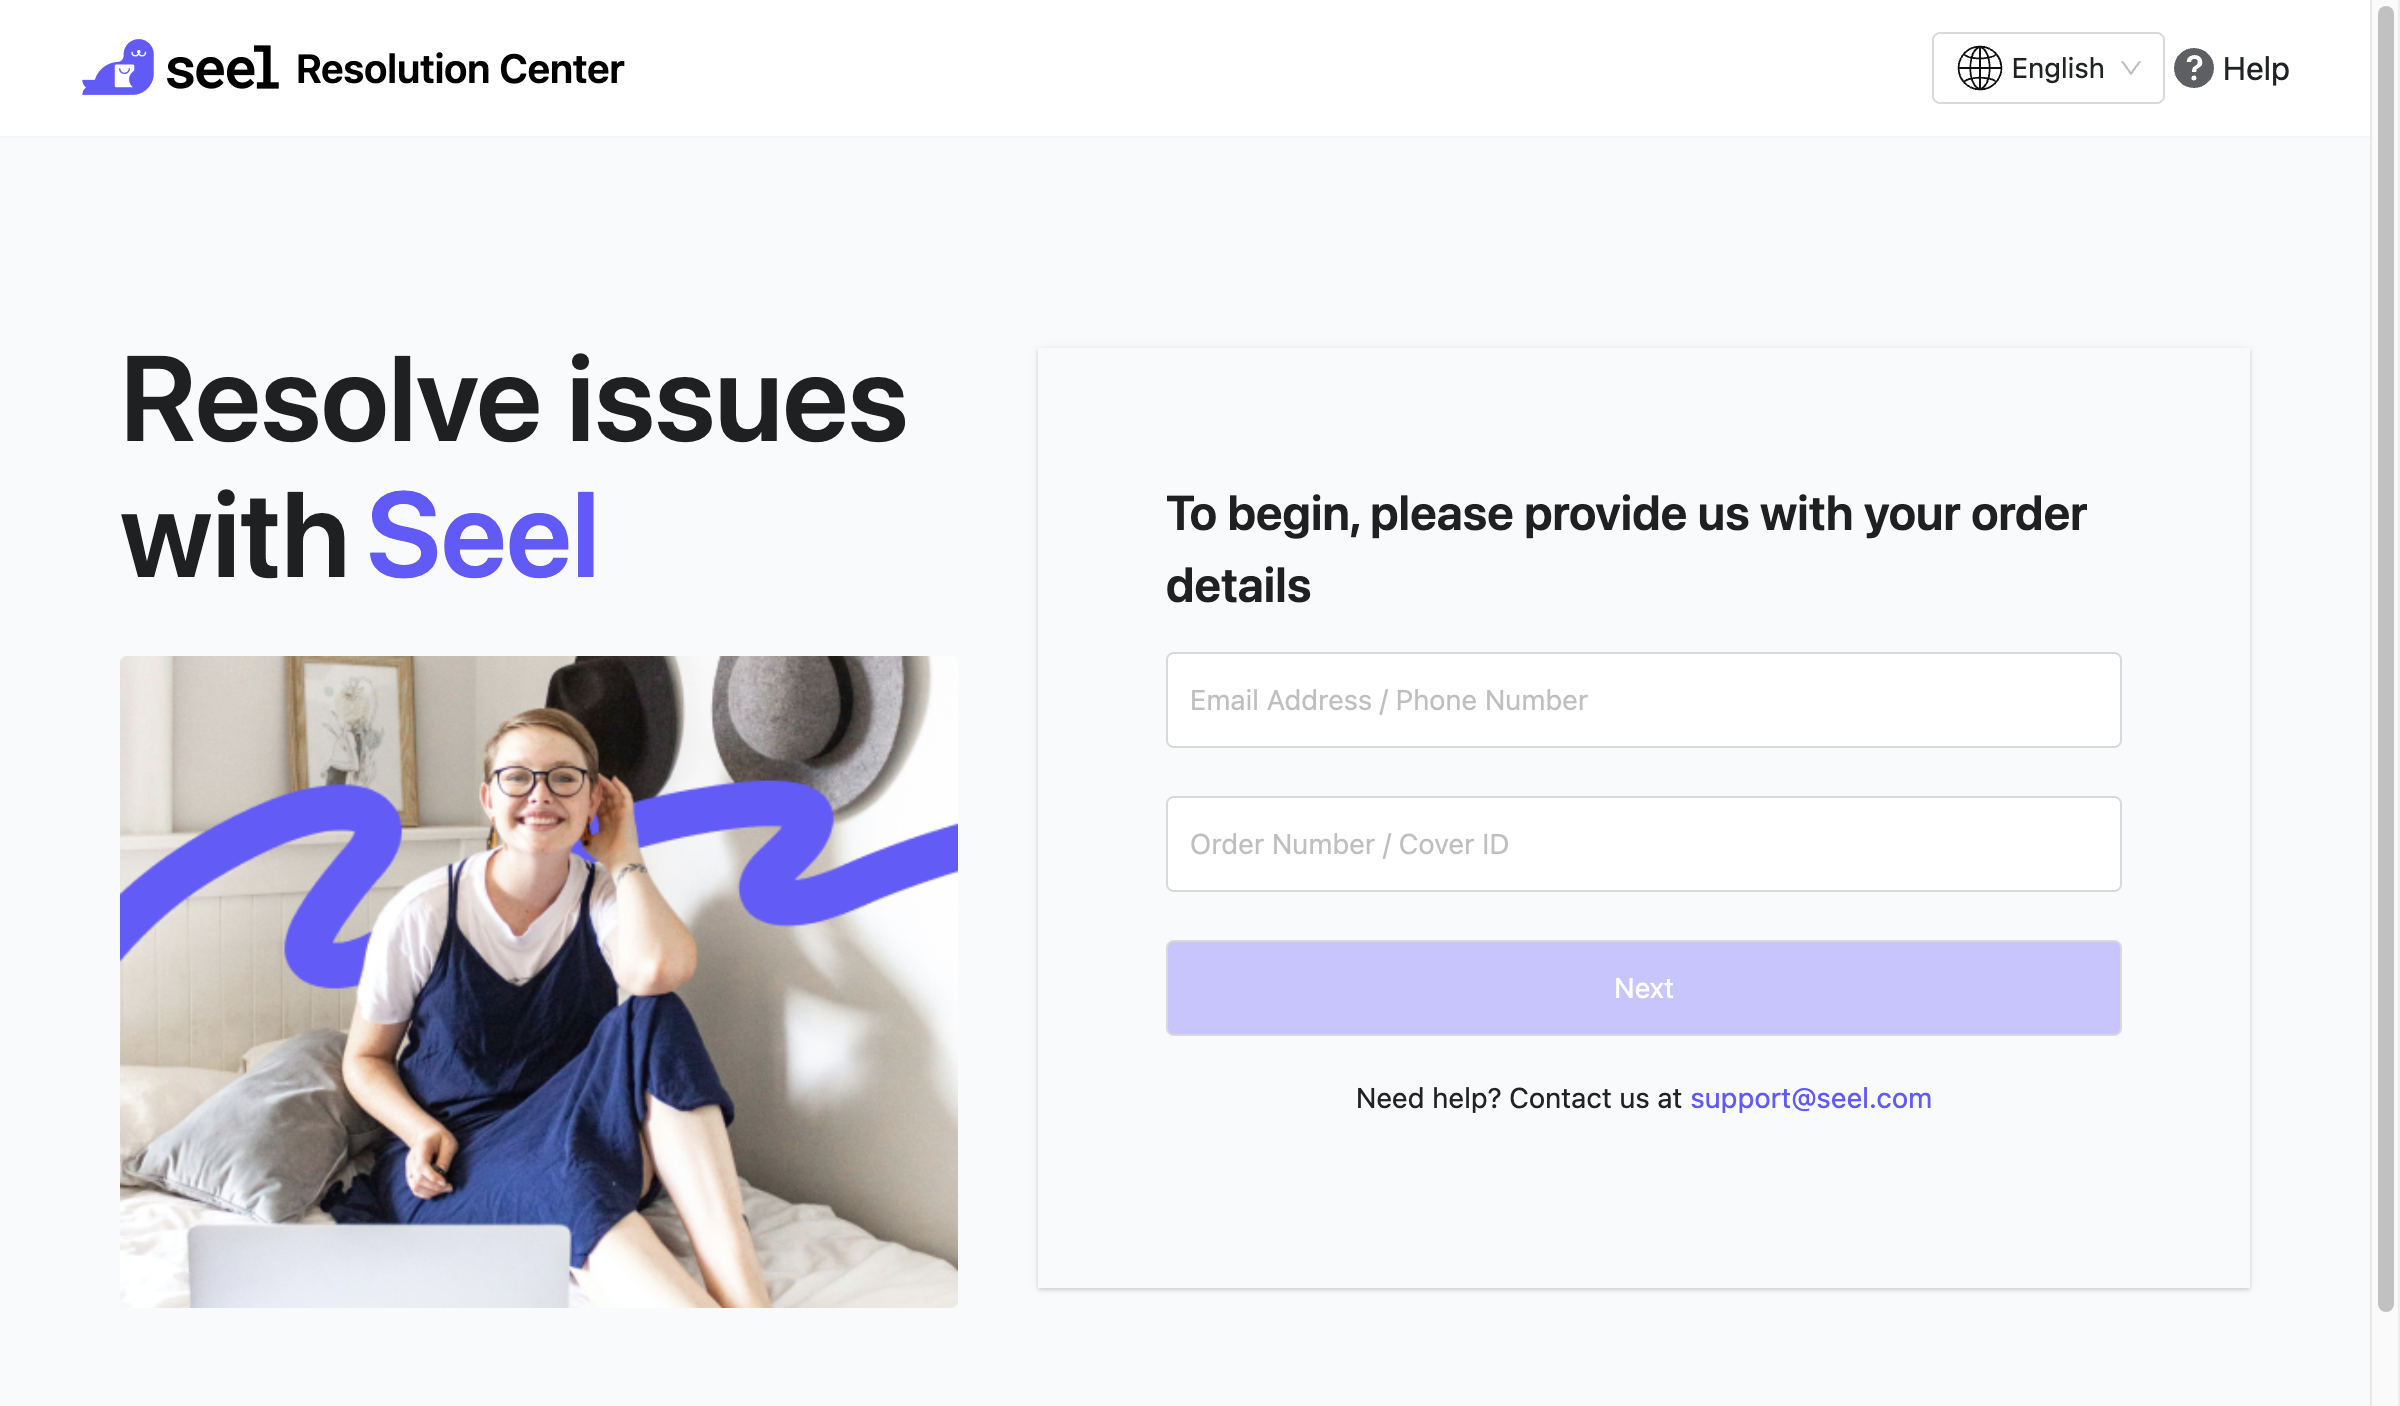 seel Resolution Center
English
Help
Resolve issues
with Seel
To begin, please provide us with your order
details
Email Address / Phone Number
Order Number / Cover ID
Next
Need help? Contact us at support@seel.com